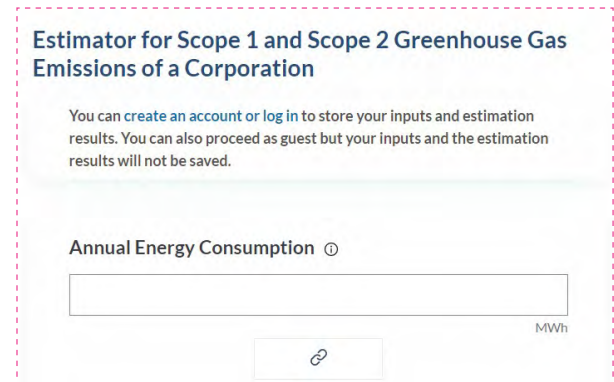 Estimator for Scope 1 and Scope 2 Greenhouse Gas
Emissions of a Corporation
You can create an account or log in to store your inputs and estimation
results. You can also proceed as guest but your inputs and the estimation
results will not be saved.
Annual Energy Consumption
MWh